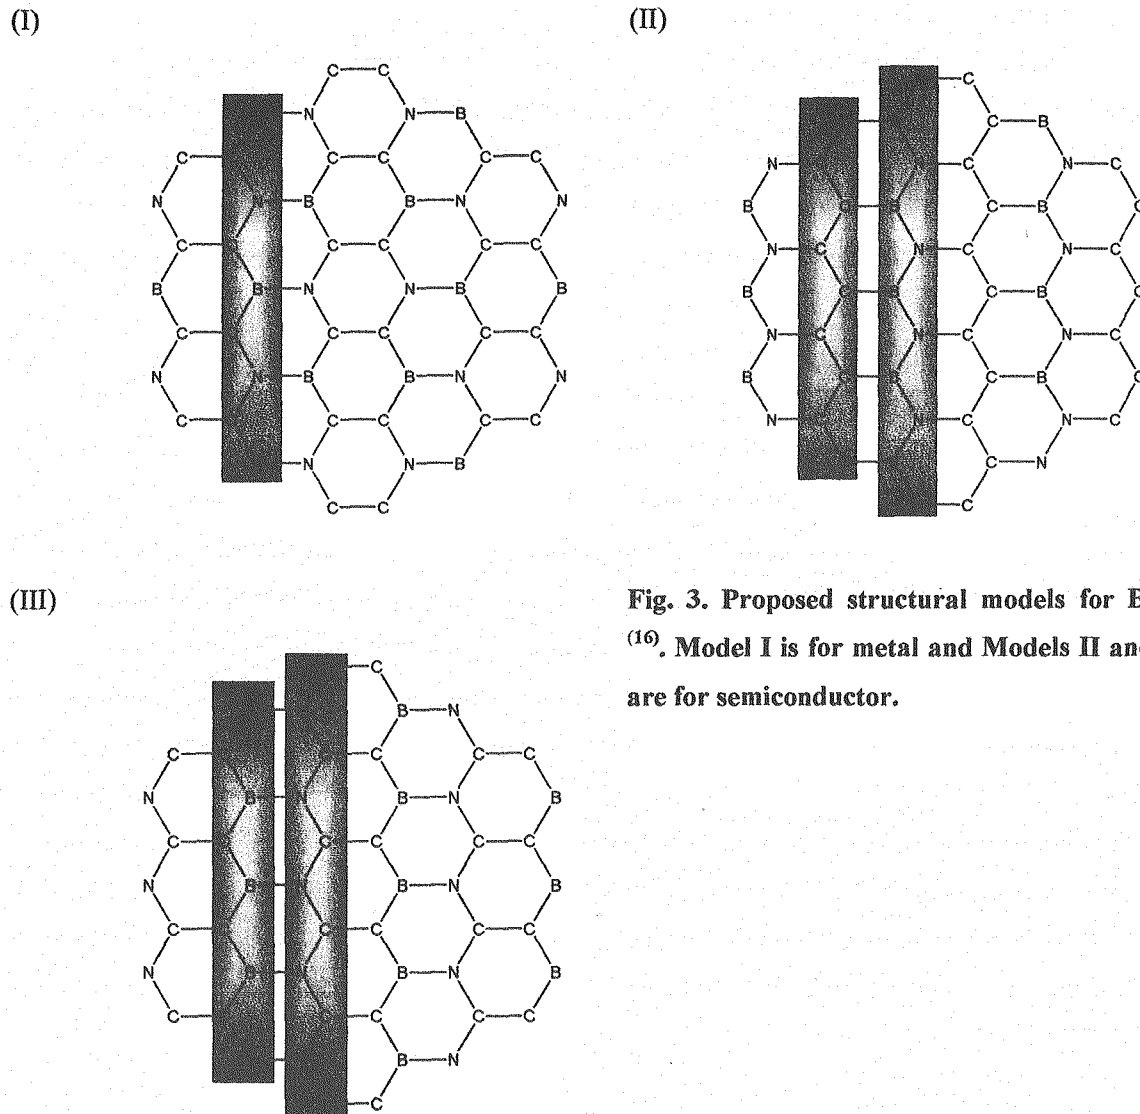 (I)
C C
N N B
C C C C C
N N B B N N
C C C C C
B B N N B B
C C C C C
N N B B N N
C C C C C
N N B
C C
(II)
C
C B
N N C N C
B C B C B
N C N C N C
B C B C B
N C N C N C
B C B C B
N N C N C
C N
C
(III)
C
B N
C C C C
N B N B N B
C C C C C
N B N B N B
C C C C C
N B N B N B
C C C C
B N
C
Fig. 3. Proposed structural models for
(16). Model I is for metal and Models II
are for semiconductor.